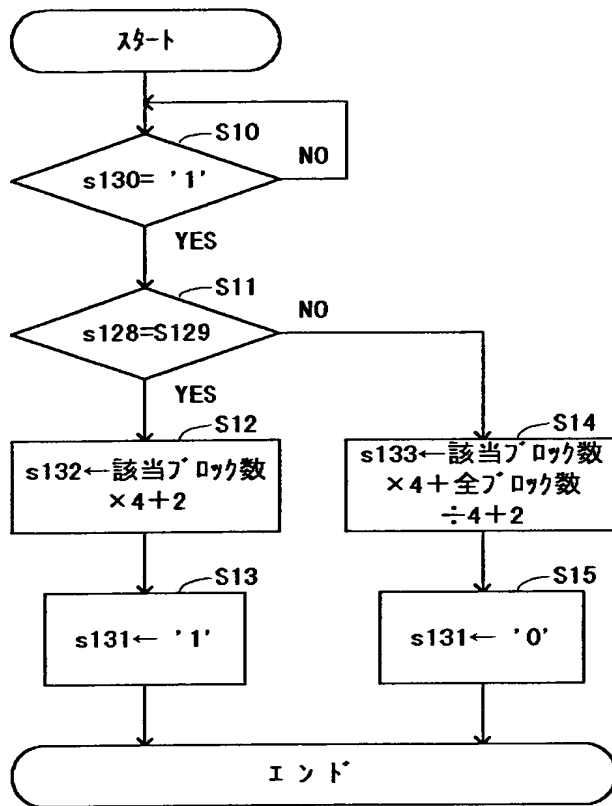 スタート
S10
s130= '1'
NO
YES
S11
s128=S129
NO
YES
S12
s132←該当ブロック数
×4+2
S14
s133←該当ブロック数
×4+全ブロック数
÷4+2
S13
s131← '1'
S15
s131← '0'
エンド